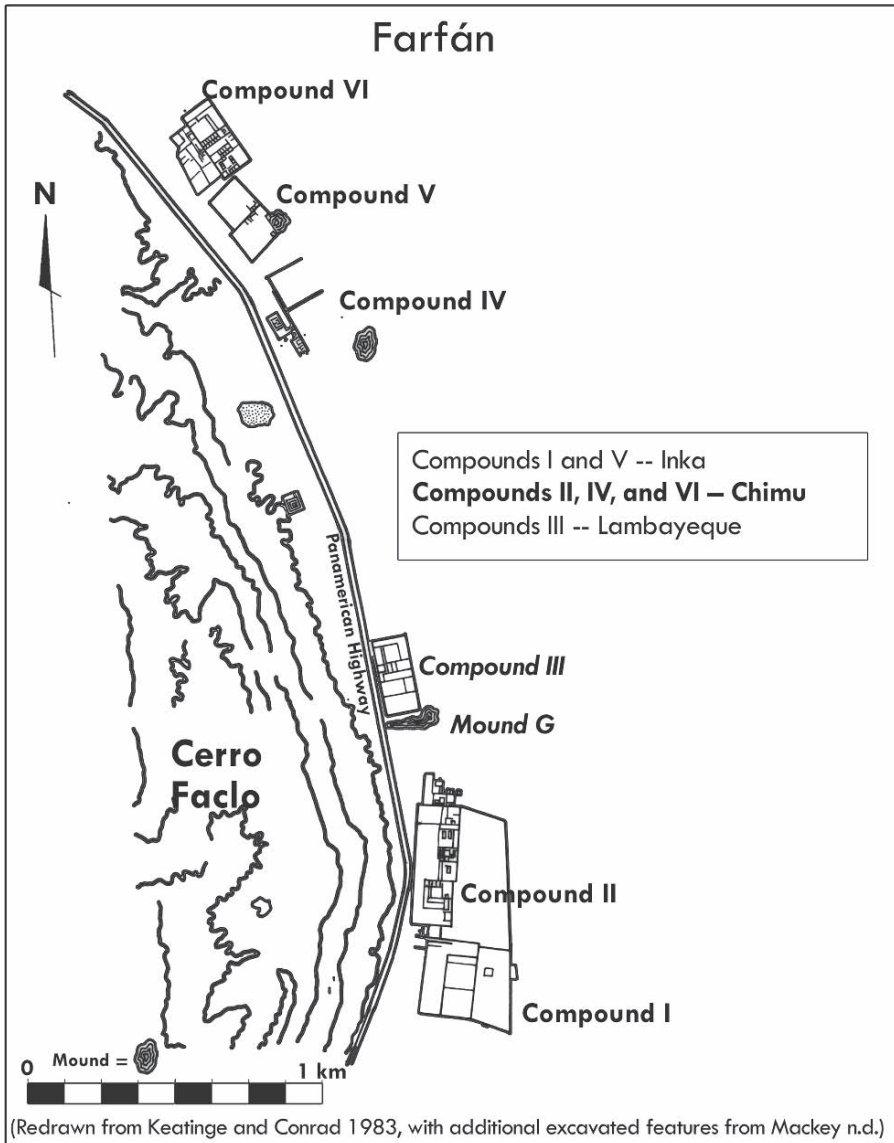 Farfán
Compound VI
N
Compound V
Compound IV
Compounds I and V -- Inka
Compounds II, IV, and VI – Chimu
Compounds III -- Lambayeque
Panamerican Highway
Compound III
Mound G
Cerro
Faclo
Compound II
Compound I
Mound =
0 1 km
(Redrawn from Keatinge and Conrad 1983, with additional excavated features from Mackey n.d.)